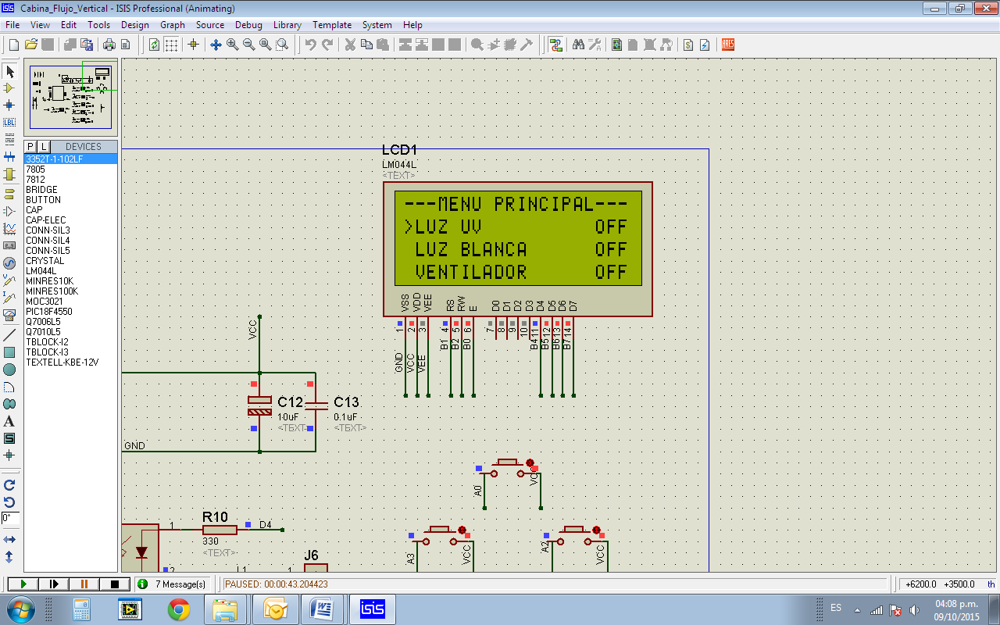 Cabina_Flujo_Vertical - ISIS Professional (Animating)
File View Edit Tools Design Graph Source Debug Library Template System Help
LBL
P L DEVICES
3352T-1-102LF
7805
7812
BRIDGE
BUTTON
CAP
CAP-ELEC
CONN-SIL3
CONN-SIL4
CONN-SIL5
CRYSTAL
LM044L
MINRES10K
MINRES100K
MOC3021
PIC18F4550
Q7006L5
Q7010L5
TBLOCK-I2
TBLOCK-I3
TEXTELL-KBE-12V
A
S
0°
LCD1
LM044L
<TEXT>
---MENU PRINCIPAL---
>LUZ UV OFF
LUZ BLANCA OFF
VENTILADOR OFF
VSS VDD VEE RS RW E D0 D1 D2 D3 D4 D5 D6 D7
1 2 3 4 5 6 7 8 9 10 11 12 13 14
B1 B2 B0 B4 B5 B6 B7
GND VCC VEE
VCC
C12
10uF
<TEXT>
C13
0.1uF
<TEXT>
GND
A0 VCC
R10
330
<TEXT>
1
D4
A3 VCC
A2 VCC
J6
2
1
7 Message(s)
PAUSED: 00:00:43.204423
+6200.0 +3500.0 th
isis
ES
04:08 p.m.
09/10/2015